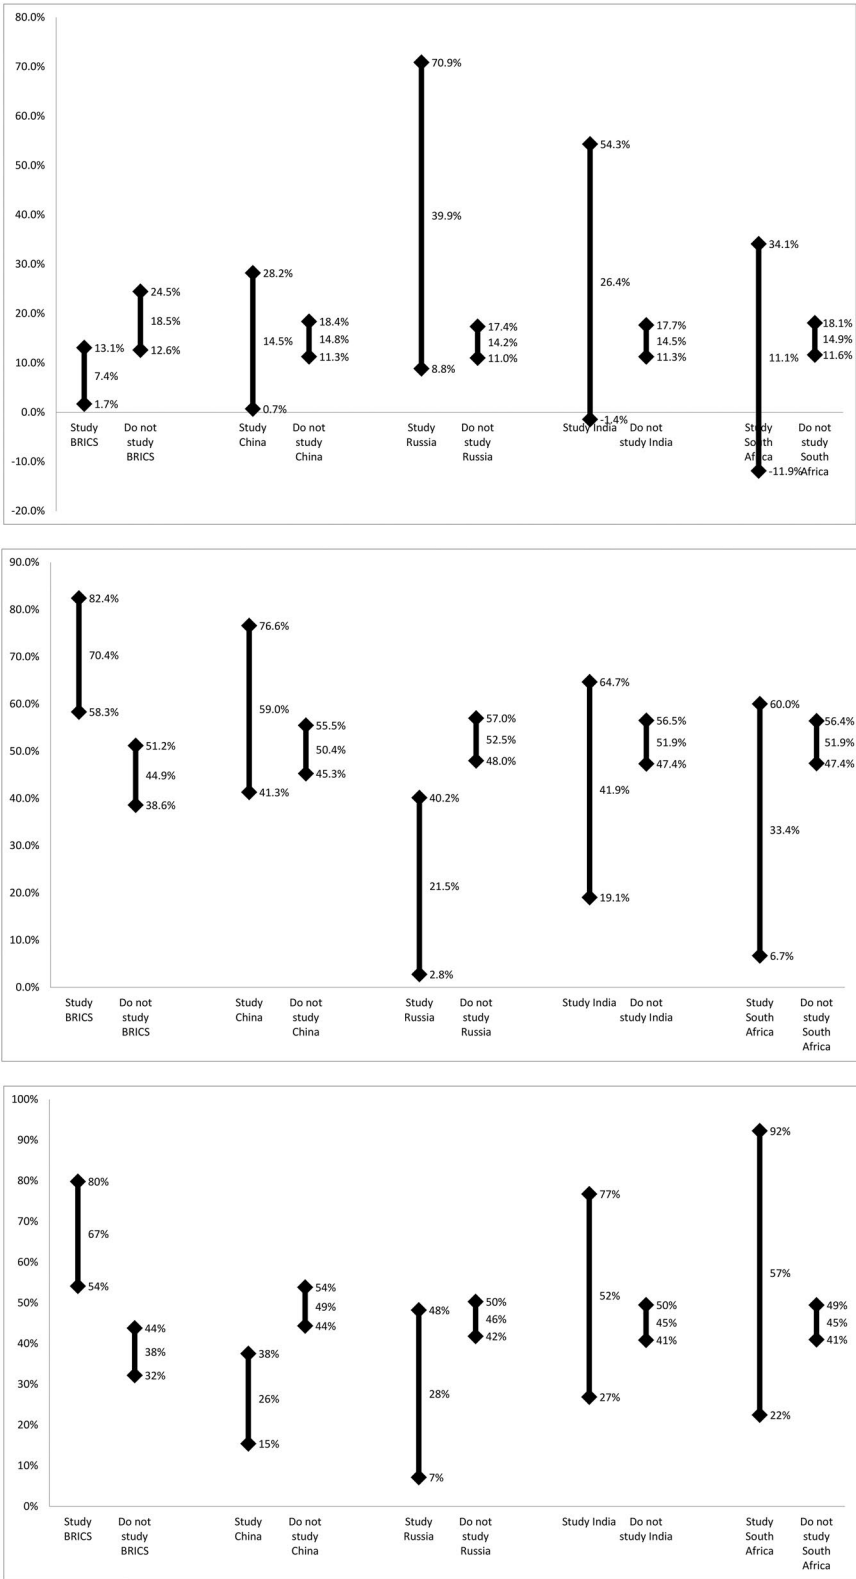 80.0%
70.0%
60.0%
50.0%
40.0%
30.0%
20.0%
10.0%
0.0%
-10.0%
-20.0%
13.1%
7.4%
1.7%
24.5%
18.5%
12.6%
28.2%
14.5%
0.7%
18.4%
14.8%
11.3%
70.9%
39.9%
8.8%
17.4%
14.2%
11.0%
54.3%
26.4%
-1.4%
17.7%
14.5%
11.3%
34.1%
11.1%
-11.9%
18.1%
14.9%
11.6%
Study
BRICS
Do not
study
BRICS
Study
China
Do not
study
China
Study
Russia
Do not
study
Russia
Study India
Do not
study India
Study
South
Africa
Do not
study
South
Africa
90.0%
80.0%
70.0%
60.0%
50.0%
40.0%
30.0%
20.0%
10.0%
0.0%
82.4%
70.4%
58.3%
51.2%
44.9%
38.6%
76.6%
59.0%
41.3%
55.5%
50.4%
45.3%
40.2%
21.5%
2.8%
57.0%
52.5%
48.0%
64.7%
41.9%
19.1%
56.5%
51.9%
47.4%
60.0%
33.4%
6.7%
56.4%
51.9%
47.4%
Study
BRICS
Do not
study
BRICS
Study
China
Do not
study
China
Study
Russia
Do not
study
Russia
Study India
Do not
study India
Study
South
Africa
Do not
study
South
Africa
100%
90%
80%
70%
60%
50%
40%
30%
20%
10%
0%
80%
67%
54%
44%
38%
32%
38%
26%
15%
54%
49%
44%
48%
28%
7%
50%
46%
42%
77%
52%
27%
50%
45%
41%
92%
57%
22%
49%
45%
41%
Study
BRICS
Do not
study
BRICS
Study
China
Do not
study
China
Study
Russia
Do not
study
Russia
Study India
Do not
study India
Study
South
Africa
Do not
study
South
Africa